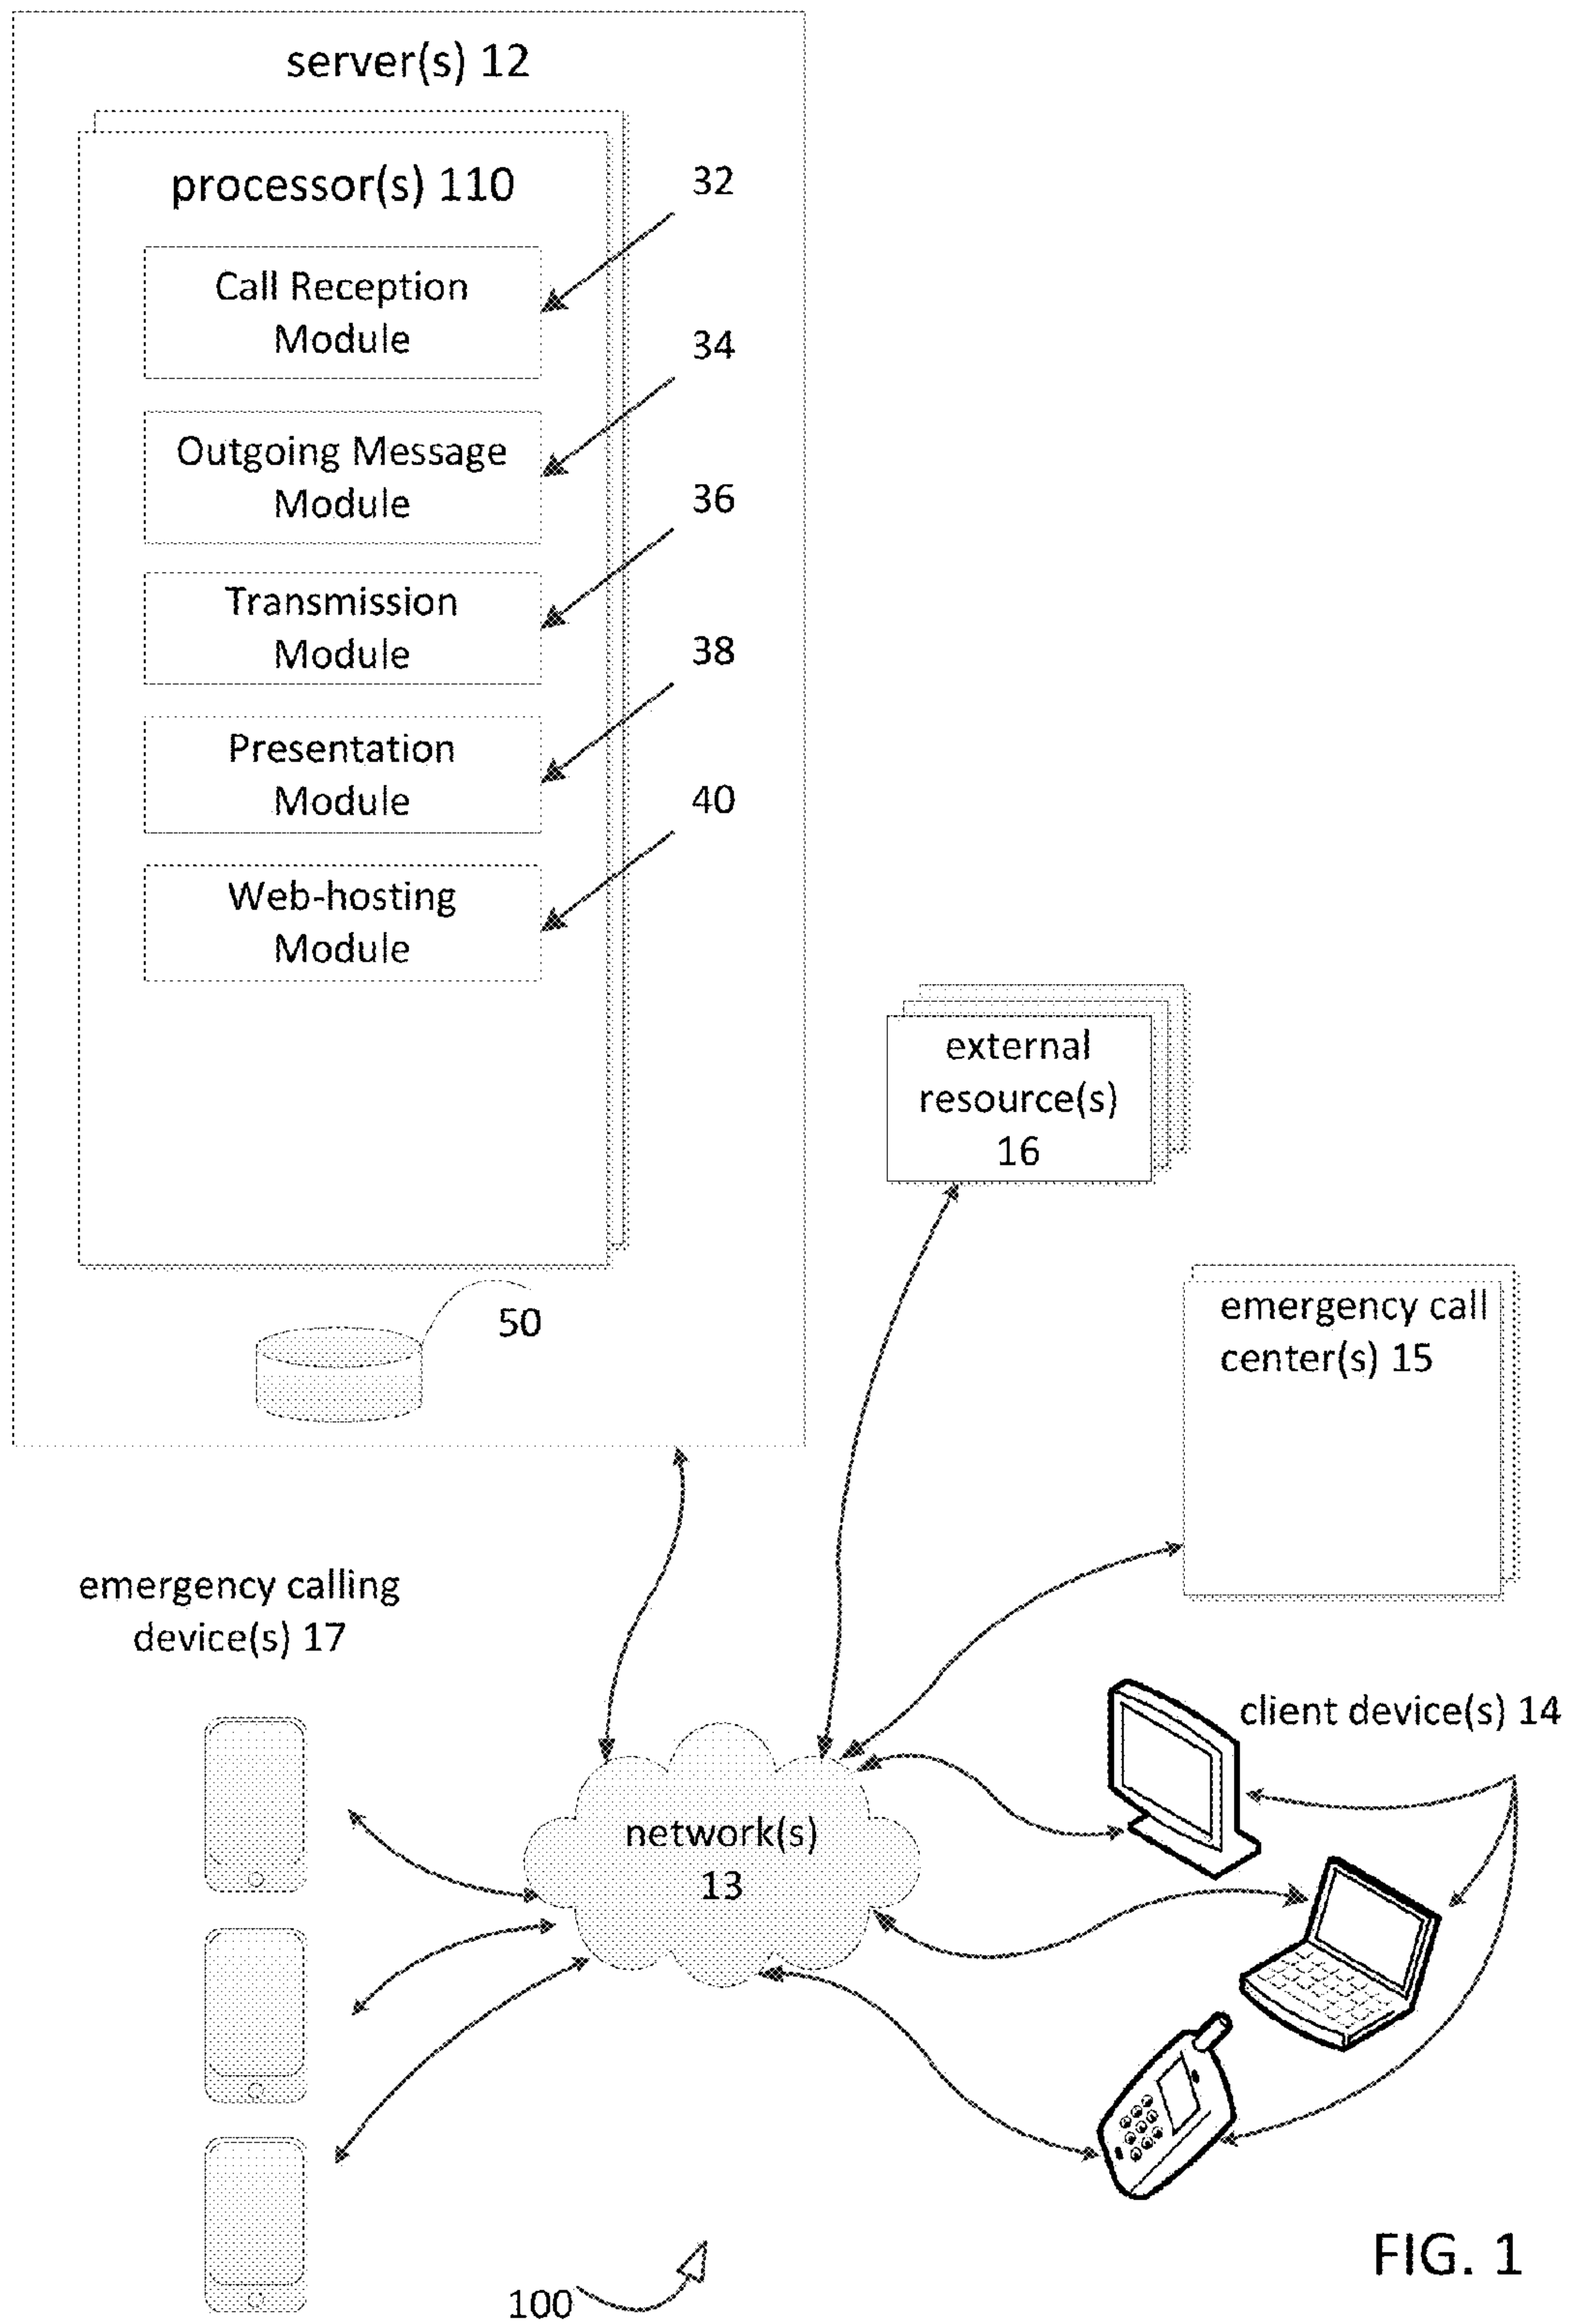 server(s) 12
processor(s) 110
32
Call Reception
Module
34
Outgoing Message
Module
36
Transmission
Module
38
Presentation
Module
40
Web-hosting
Module
external
resource(s)
16
50
emergency call
center(s) 15
emergency calling
device(s) 17
client device(s) 14
network(s)
13
100
FIG. 1